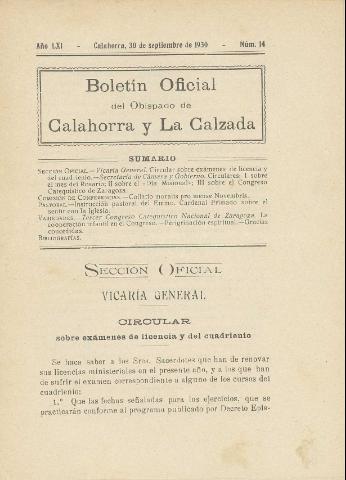 Año LXI - Calahorra, 30 de septiembre de 1930 - Núm. 14
Boletín Oficial
del Obispado de
Calahorra y La Calzada
SUMARIO
SECCION OFICIAL.—Vicaría General. Circular sobre exámenes de licencia y
del cuadriento.—Secretaría de Cámara y Gobierno. Circulares: I sobre
el mes del Rosario; II sobre el «Día Misional»; III sobre el Congreso
Catequístico de Zaragoza.
COMISIÓN DE CONFERENCIAS.—Collatio moralis pro mense Novembris.
PASTORAL.—Instrucción pastoral del Emmo. Cardenal Primado sobre el
sentir con la Iglesia.
VARIEDADES. Tercer Congreso Catequístico Nacional de Zaragoza. La
cooperación infantil en el Congreso.—Peregrinación espiritual.—Gracias
concedidas.
BIBLIOGRAFÍAS.
SECCION OFICIAL
VICARÍA GENERAL
CIRCULAR
sobre exámenes de licencia y del cuadriento
Se hace saber a los Sres. Sacerdotes que han de renovar
sus licencias ministeriales en el presente año, y a los que han
de sufrir el examen correspondiente a alguno de los cursos del
cuadrienio:
1.° Que las fechas señaladas para los ejercicios, que se
practicarán conforme al programa publicado por Decreto Epis-